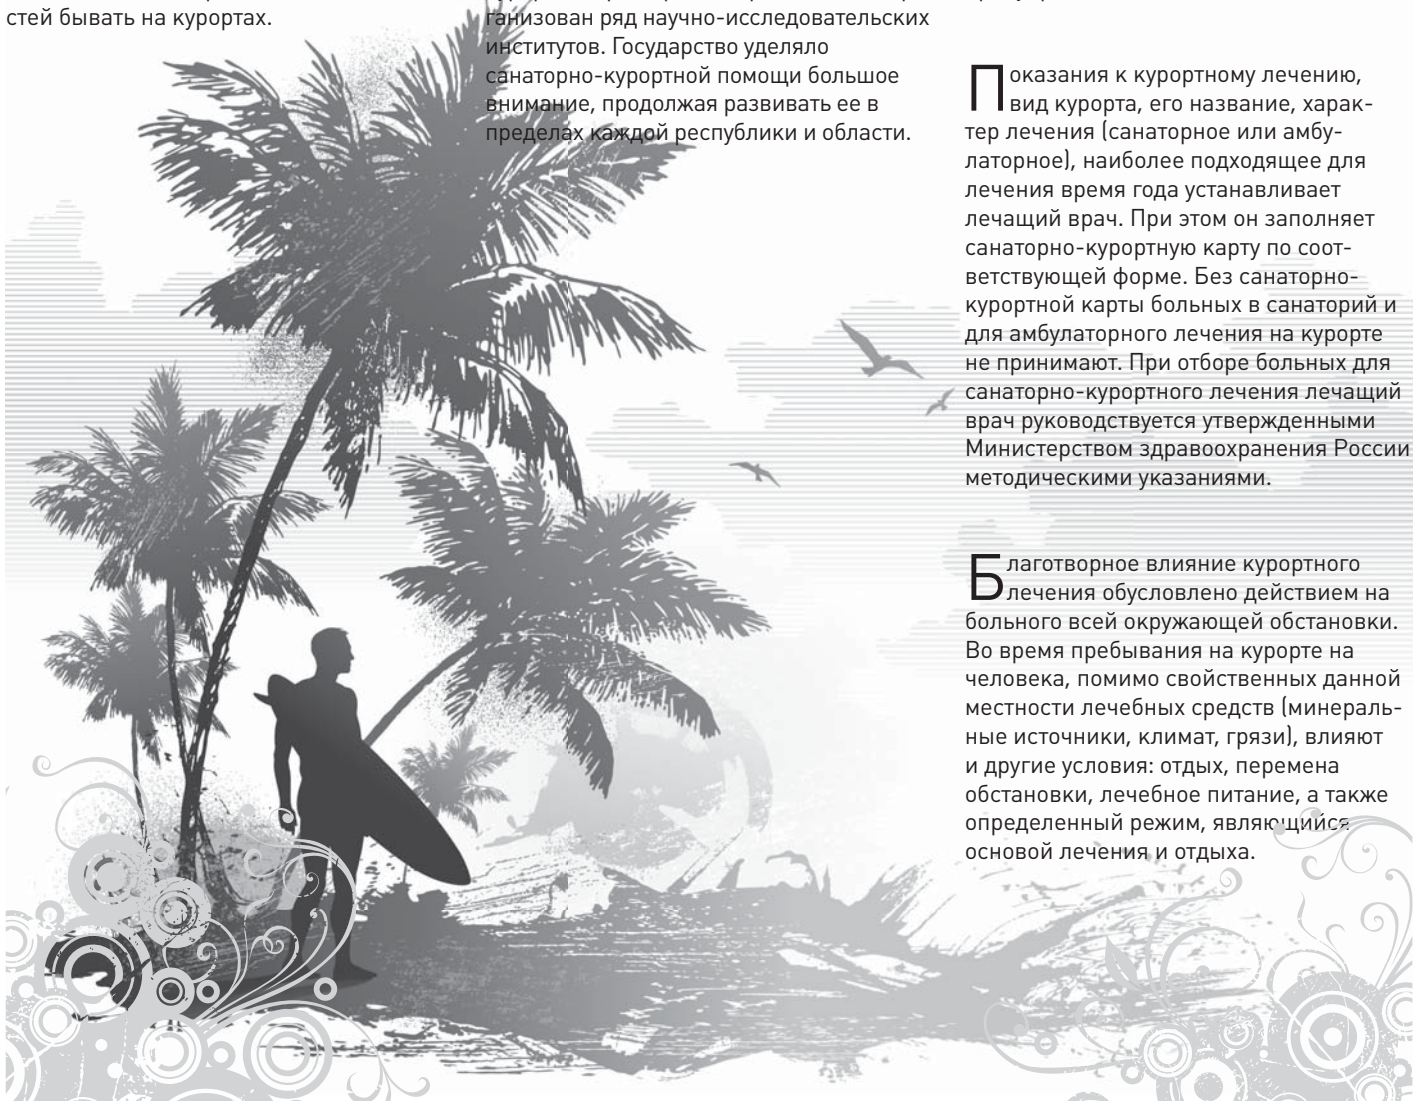 стей бывать на курортах.
ганизован ряд научно-исследовательских
институтов. Государство уделяло
санаторно-курортной помощи большое
внимание, продолжая развивать ее в
пределах каждой республики и области.
Показания к курортному лечению,
вид курорта, его название, харак-
тер лечения (санаторное или амбу-
латорное), наиболее подходящее для
лечения время года устанавливает
лечащий врач. При этом он заполняет
санаторно-курортную карту по соот-
ветствующей форме. Без санаторно-
курортной карты больных в санаторий и
для амбулаторного лечения на курорте
не принимают. При отборе больных для
санаторно-курортного лечения лечащий
врач руководствуется утвержденными
Министерством здравоохранения России
методическими указаниями.
Благотворное влияние курортного
лечения обусловлено действием на
больного всей окружающей обстановки.
Во время пребывания на курорте на
человека, помимо свойственных данной
местности лечебных средств (минераль-
ные источники, климат, грязи), влияют
и другие условия: отдых, перемена
обстановки, лечебное питание, а также
определенный режим, являющийся
основой лечения и отдыха.